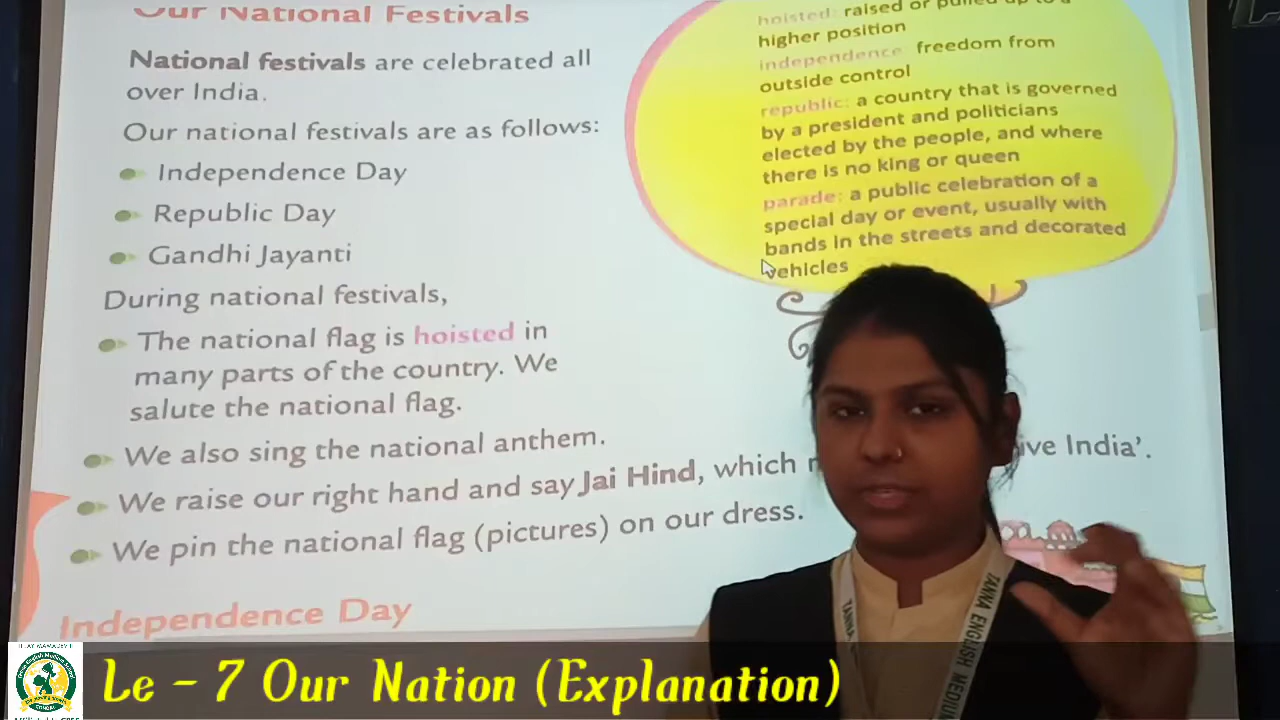 Our National Festivals
National festivals are celebrated all
over India.
Our national festivals are as follows:
Independence Day
Republic Day
Gandhi Jayanti
During national festivals,
The national flag is hoisted in
many parts of the country. We
salute the national flag.
We also sing the national anthem.
We raise our right hand and say Jai Hind, which ive India'.
We pin the national flag (pictures) on our dress.
Independence Day
hoisted: raised or pulled up to a
higher position
independence: freedom from
outside control
republic: a country that is governed
by a president and politicians
elected by the people, and where
there is no king or queen
parade: a public celebration of a
special day or event, usually with
bands in the streets and decorated
vehicles
TANNA
TANNA ENGLISH MEDIUM
Le - 7 Our Nation (Explanation)